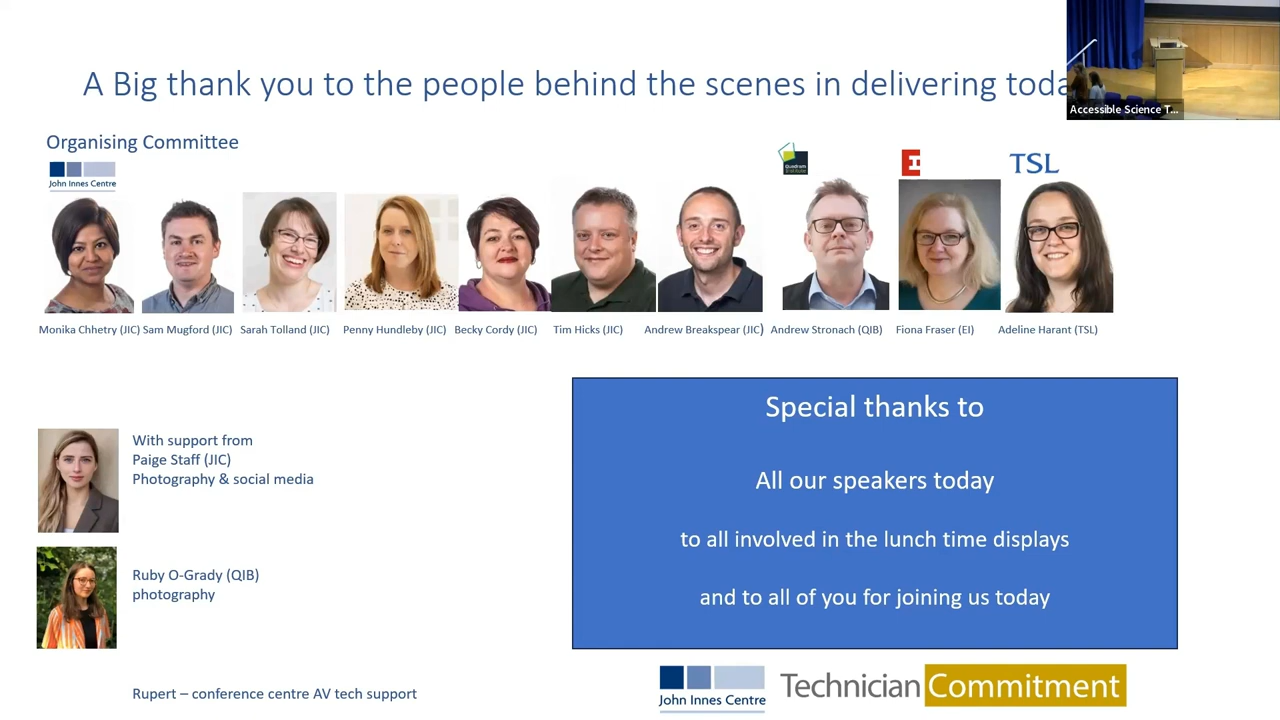 A Big thank you to the people behind the scenes in delivering toda
Accessible Science T...
Organising Committee
John Innes Centre
Quadram
Institute
EI
TSL
Monika Chhetry (JIC) Sam Mugford (JIC) Sarah Tolland (JIC) Penny Hundleby (JIC) Becky Cordy (JIC) Tim Hicks (JIC) Andrew Breakspear (JIC) Andrew Stronach (QIB) Fiona Fraser (EI) Adeline Harant (TSL)
With support from
Paige Staff (JIC)
Photography & social media
Ruby O-Grady (QIB)
photography
Rupert – conference centre AV tech support
Special thanks to
All our speakers today
to all involved in the lunch time displays
and to all of you for joining us today
John Innes Centre
Technician Commitment